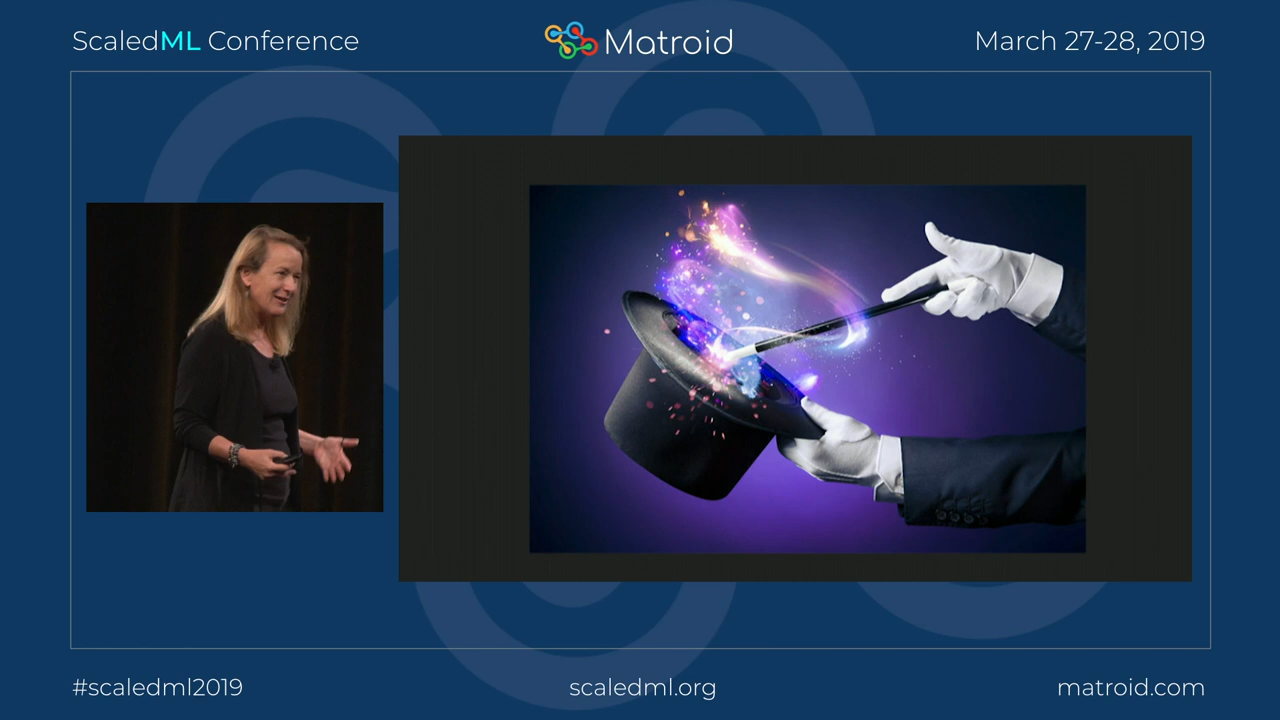 ScaledML Conference
Matroid
March 27-28, 2019
#scaledml2019
scaledml.org
matroid.com